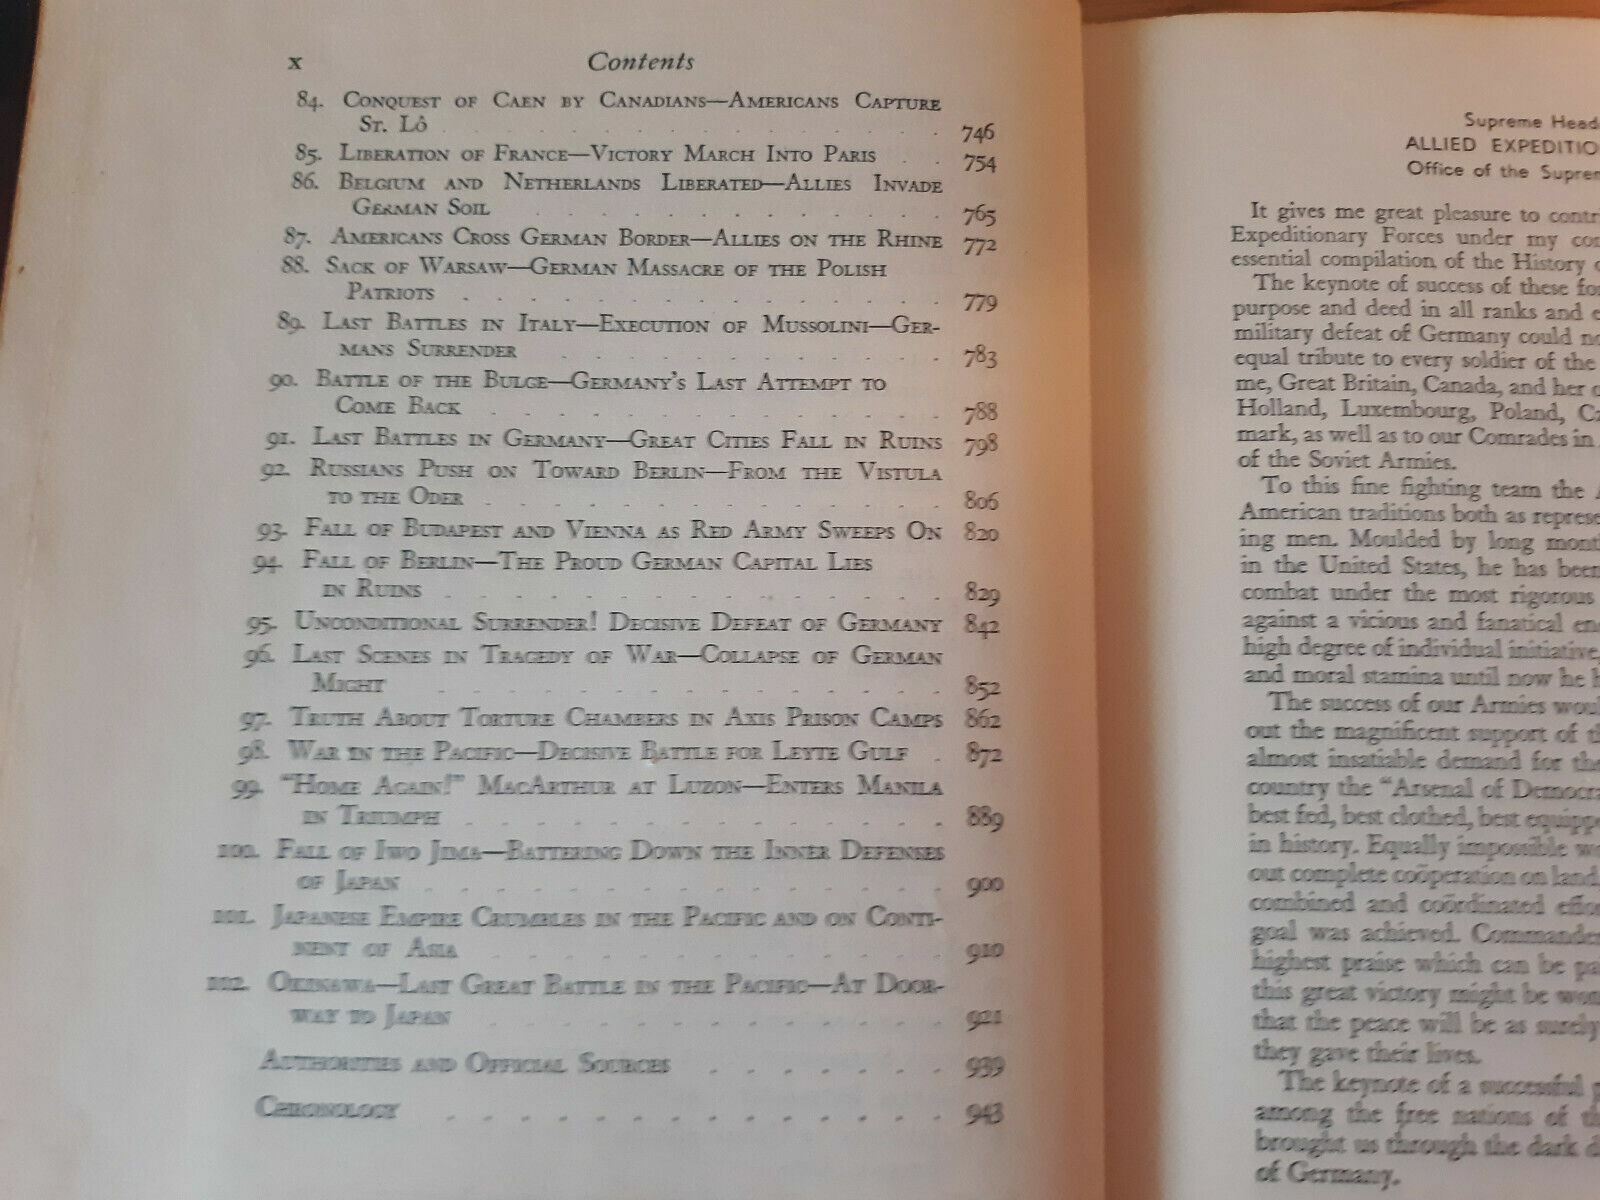 x Contents
84. Conquest of Caen by Canadians—Americans Capture
St. Lô . . . . . . . . . . . . . . 746
85. Liberation of France—Victory March Into Paris . . 754
86. Belgium and Netherlands Liberated—Allies Invade
German Soil . . . . . . . . . . . . 765
87. Americans Cross German Border—Allies on the Rhine 772
88. Sack of Warsaw—German Massacre of the Polish
Patriots . . . . . . . . . . . . . . 779
89. Last Battles in Italy—Execution of Mussolini—Ger-
mans Surrender . . . . . . . . . . . 783
90. Battle of the Bulge—Germany's Last Attempt to
Come Back . . . . . . . . . . . . . 788
91. Last Battles in Germany—Great Cities Fall in Ruins 798
92. Russians Push on Toward Berlin—From the Vistula
to the Oder . . . . . . . . . . . . . 806
93. Fall of Budapest and Vienna as Red Army Sweeps On 820
94. Fall of Berlin—The Proud German Capital Lies
in Ruins . . . . . . . . . . . . . . 829
95. Unconditional Surrender! Decisive Defeat of Germany 842
96. Last Scenes in Tragedy of War—Collapse of German
Might . . . . . . . . . . . . . . . 852
97. Truth About Torture Chambers in Axis Prison Camps 862
98. War in the Pacific—Decisive Battle for Leyte Gulf . 872
99. "Home Again!" MacArthur at Luzon—Enters Manila
in Triumph . . . . . . . . . . . . . 889
100. Fall of Iwo Jima—Battering Down the Inner Defenses
of Japan . . . . . . . . . . . . . . 900
101. Japanese Empire Crumbles in the Pacific and on Conti-
nent of Asia . . . . . . . . . . . . 910
102. Okinawa—Last Great Battle in the Pacific—At Door-
way to Japan . . . . . . . . . . . . 921
Authorities and Official Sources . . . . . . . 939
Chronology . . . . . . . . . . . . . 943
Supreme Head
ALLIED EXPEDITIO
Office of the Suprem
It gives me great pleasure to contri
Expeditionary Forces under my co
essential compilation of the History o
The keynote of success of these fo
purpose and deed in all ranks and e
military defeat of Germany could no
equal tribute to every soldier of the
me, Great Britain, Canada, and her o
Holland, Luxembourg, Poland, C
mark, as well as to our Comrades in
of the Soviet Armies.
To this fine fighting team the
American traditions both as represe
ing men. Moulded by long mont
in the United States, he has been
combat under the most rigorous
against a vicious and fanatical en
high degree of individual initiative,
and moral stamina until now he h
The success of our Armies woul
out the magnificent support of th
almost insatiable demand for the
country the "Arsenal of Democra
best fed, best clothed, best equippe
in history. Equally impossible w
out complete coöperation on land,
combined and coördinated effor
goal was achieved. Commander
highest praise which can be pa
this great victory might be won
that the peace will be as surely
they gave their lives.
The keynote of a successful p
among the free nations of th
brought us through the dark d
of Germany.